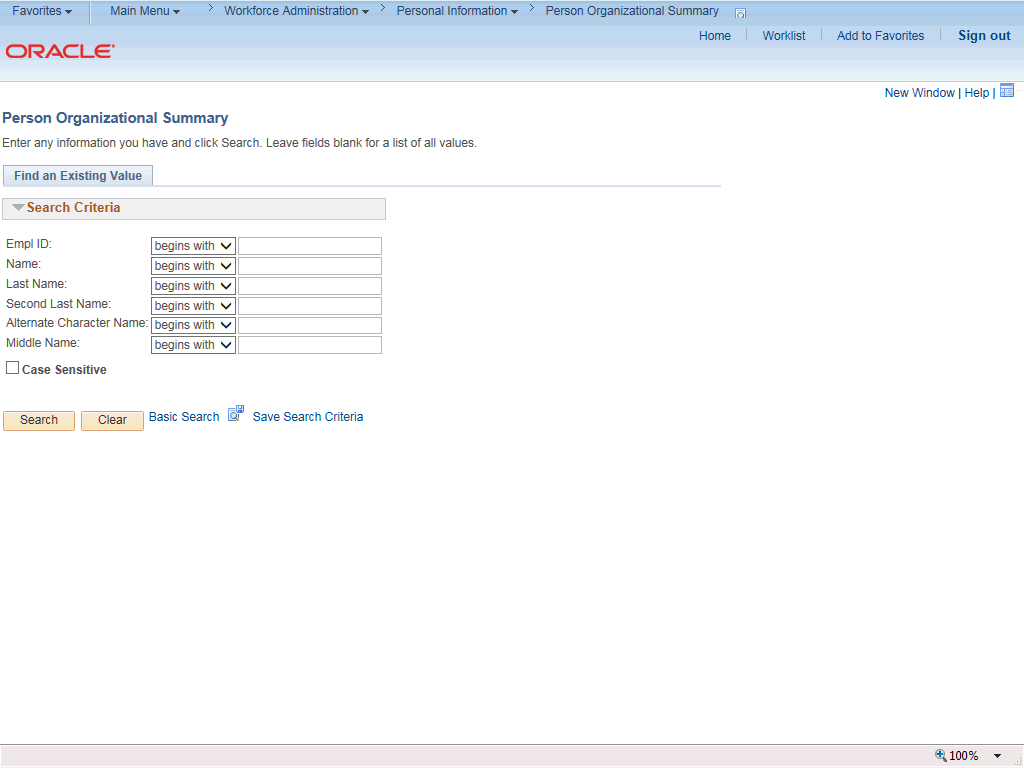 Favorites Main Menu > Workforce Administration > Personal Information > Person Organizational Summary
Home Worklist Add to Favorites Sign out
ORACLE
New Window | Help |
Person Organizational Summary
Enter any information you have and click Search. Leave fields blank for a list of all values.
Find an Existing Value
Search Criteria
Empl ID: begins with
Name: begins with
Last Name: begins with
Second Last Name: begins with
Alternate Character Name: begins with
Middle Name: begins with
Case Sensitive
Search Clear Basic Search Save Search Criteria
100%